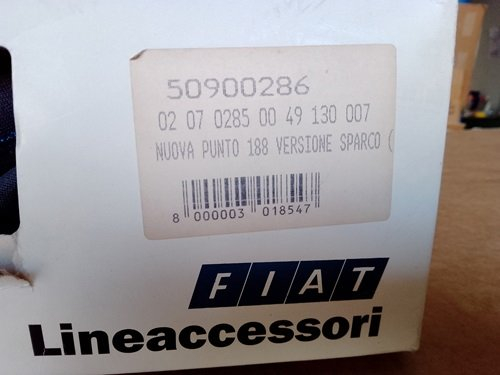 50900286
02 07 0285 00 49 130 007
NUOVA PUNTO 188 VERSIONE SPARCO (
8 000003 018547
FIAT
Lineaccessori